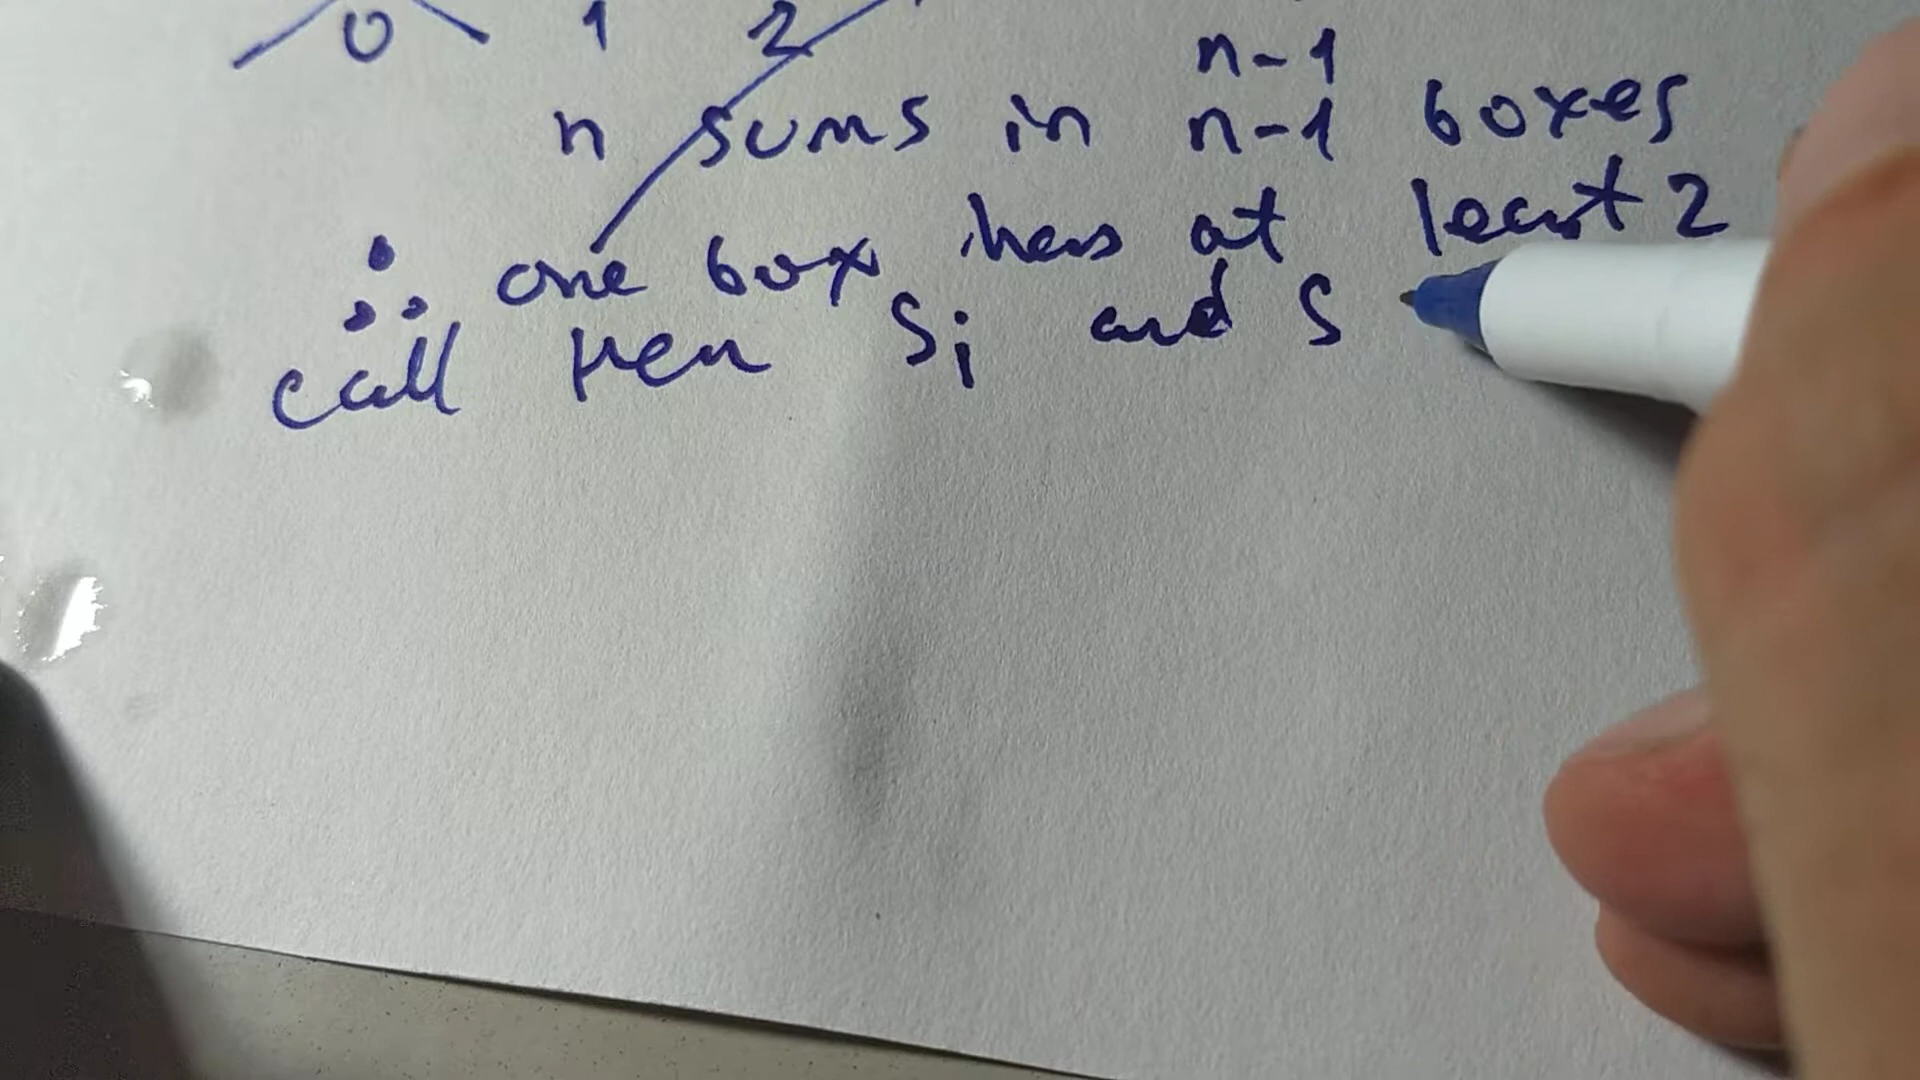 0 1 2 n-1
n sums in n-1 boxes
∴ one box has at least 2
call them Si and S